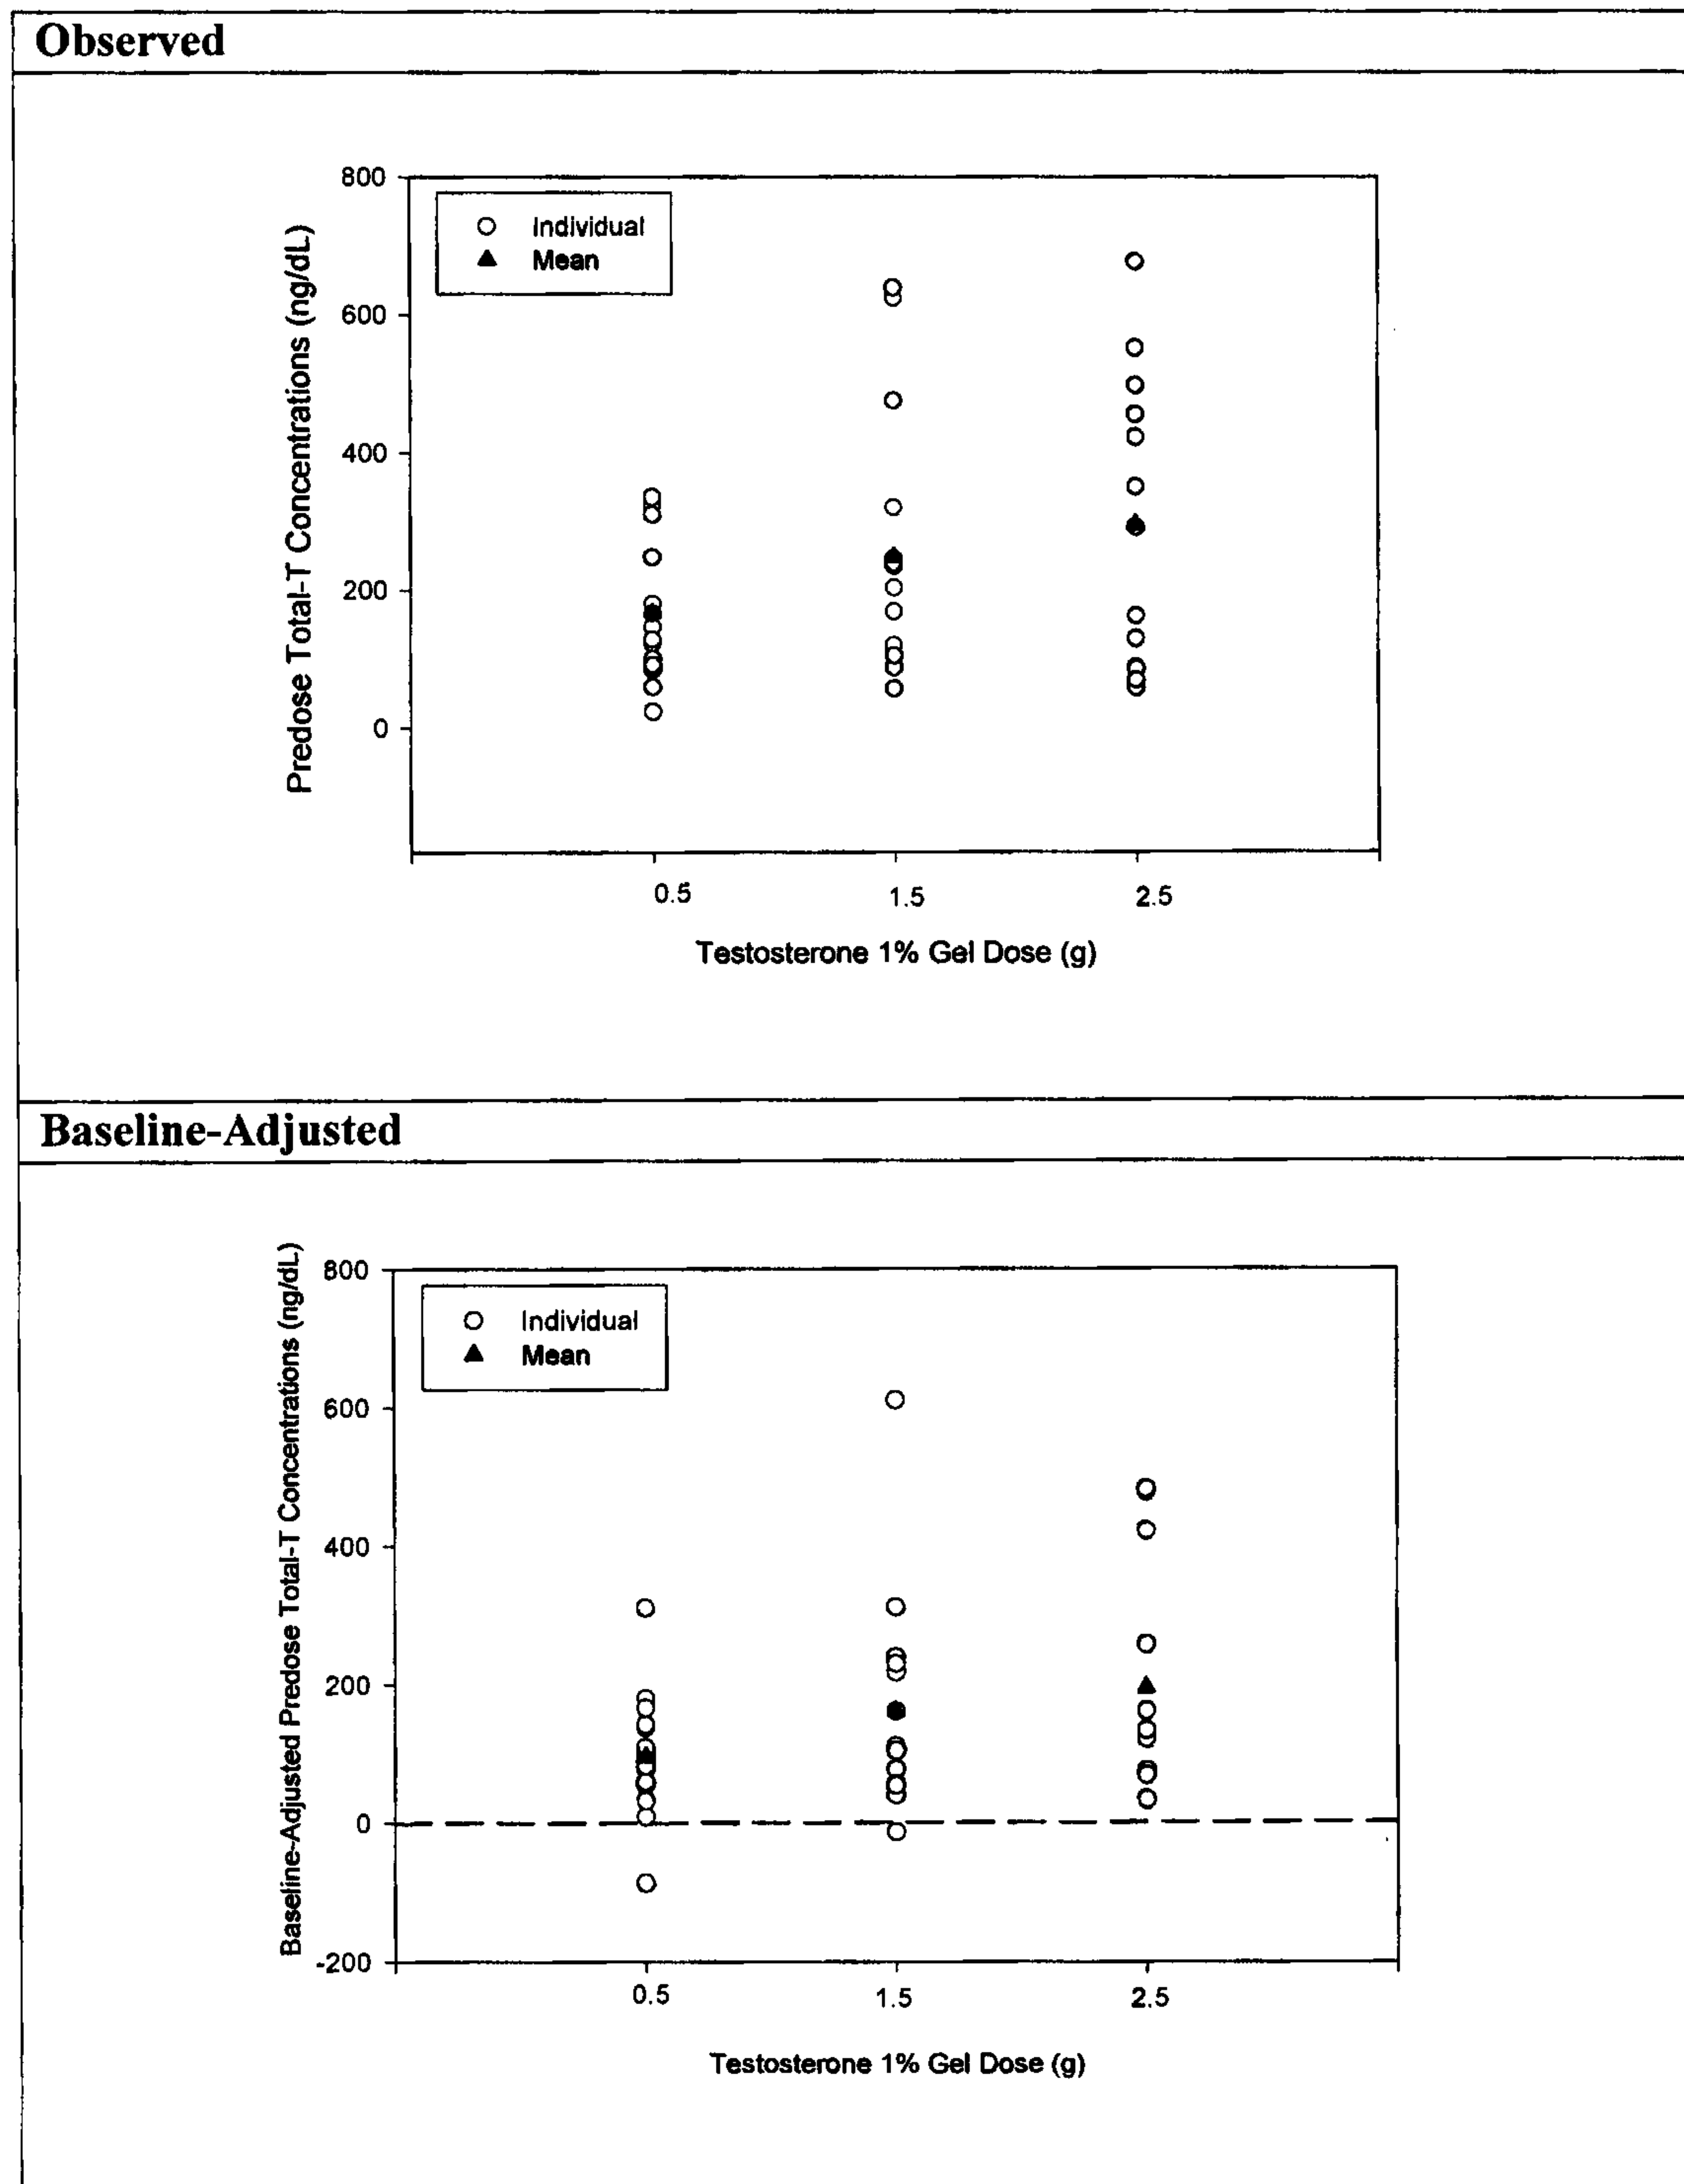 Observed
Predose Total-T Concentrations (ng/dL)
800
600
400
200
0
Individual
Mean
0.5 1.5 2.5
Testosterone 1% Gel Dose (g)
Baseline-Adjusted
Baseline-Adjusted Predose Total-T Concentrations (ng/dL)
800
600
400
200
0
-200
Individual
Mean
0.5 1.5 2.5
Testosterone 1% Gel Dose (g)